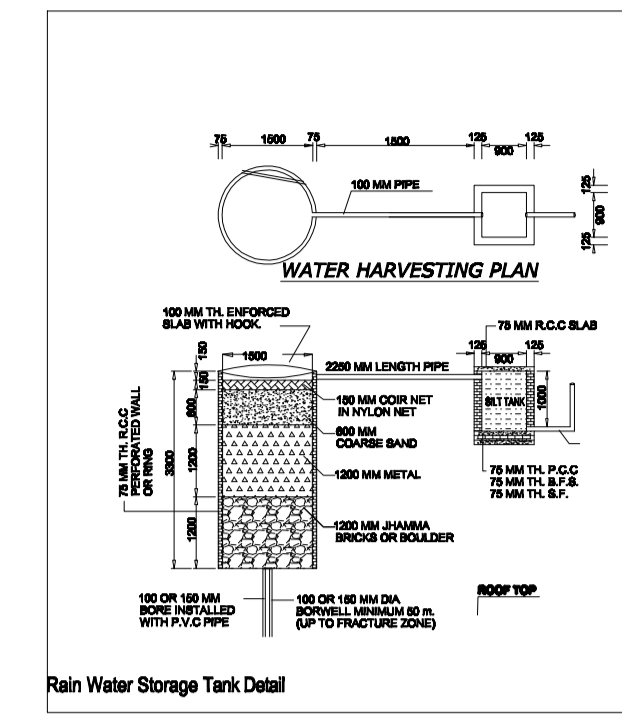 75 1500 75 1500 125 900 125
100 MM PIPE
125
900
125
WATER HARVESTING PLAN
100 MM TH. ENFORCED
SLAB WITH HOOK.
75 MM R.C.C SLAB
150
1500
125 900 125
2250 MM LENGTH PIPE
150
150 MM COIR NET
IN NYLON NET
SILT TANK
1000
600
600 MM
COARSE SAND
75 MM TH. R.C.C
PERFORATED WALL
OR RING
3300
1200
1200 MM METAL
75 MM TH. P.C.C
75 MM TH. B.F.S.
75 MM TH. S.F.
1200
1200 MM JHAMMA
BRICKS OR BOULDER
100 OR 150 MM
BORE INSTALLED
WITH P.V.C PIPE
100 OR 150 MM DIA
BORWELL MINIMUM 50 m.
(UP TO FRACTURE ZONE)
ROOF TOP
Rain Water Storage Tank Detail